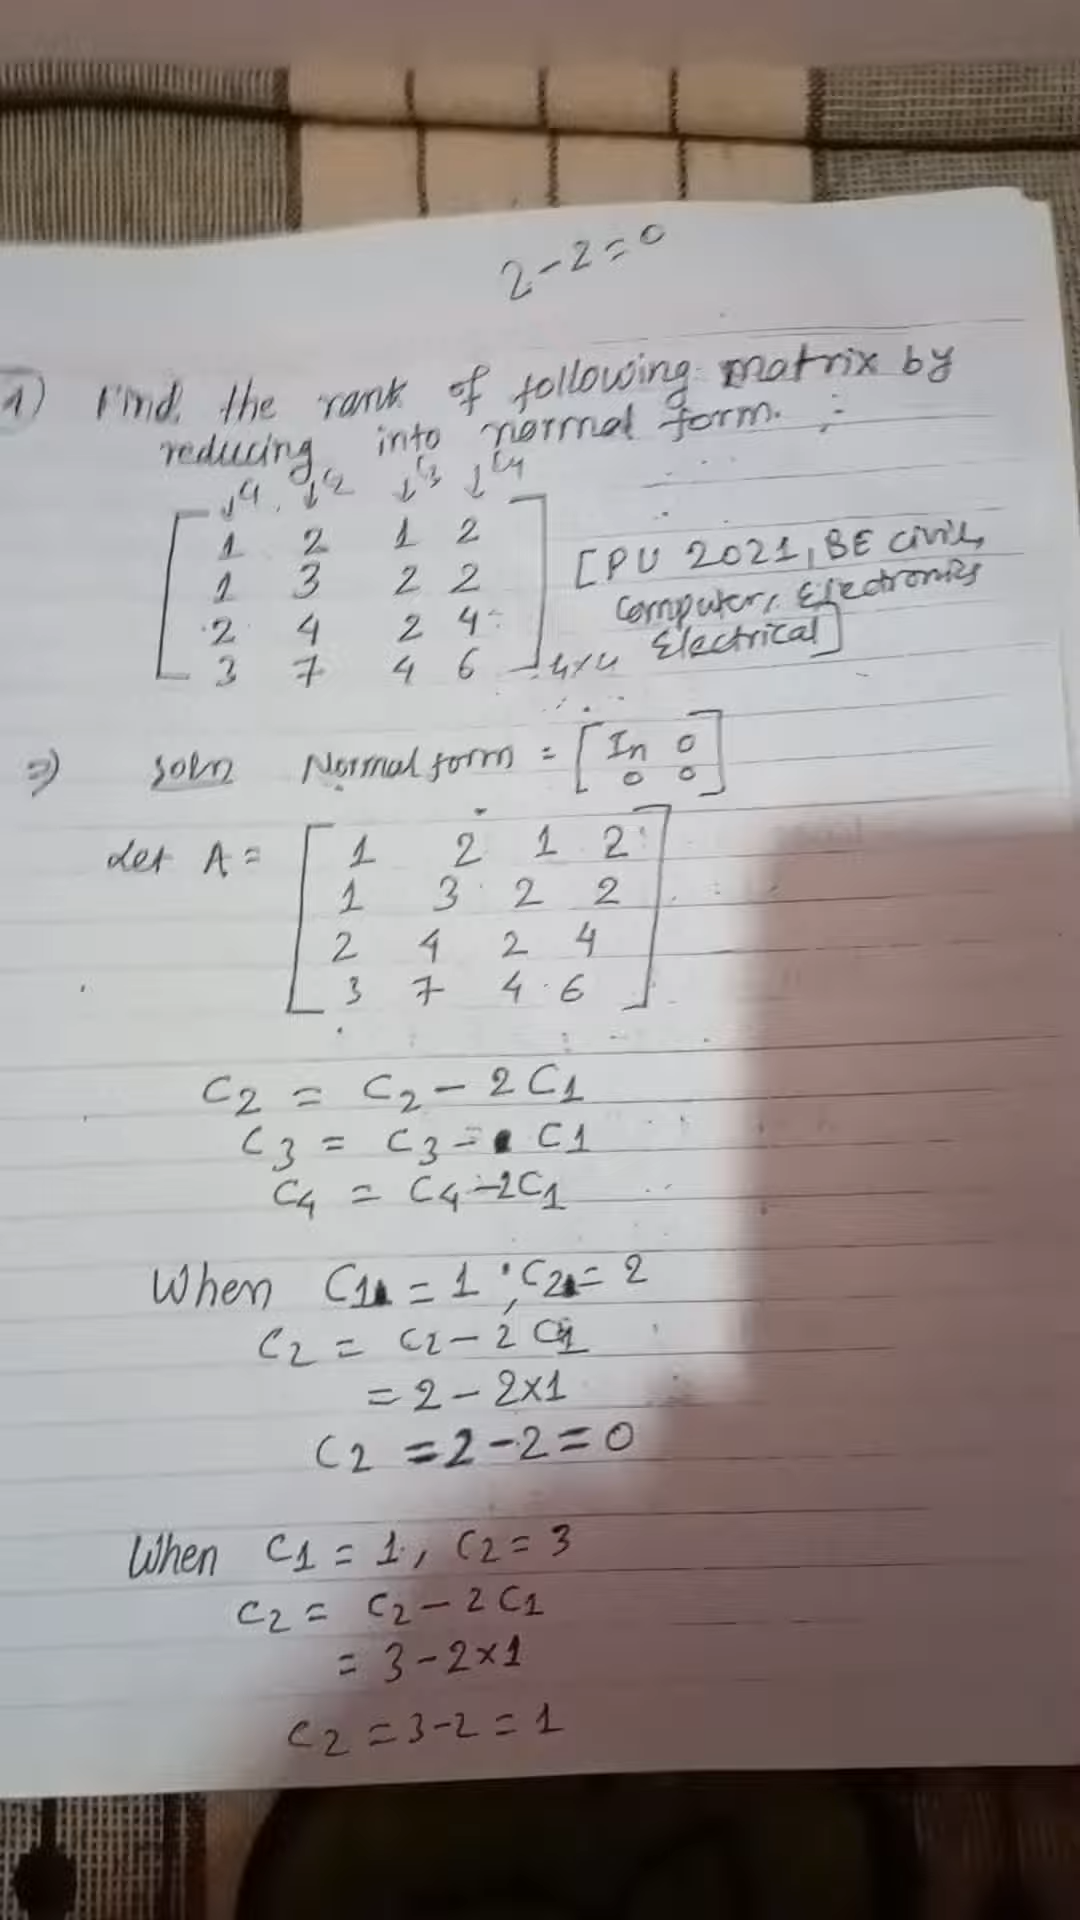 2-2=0
1) Find the rank of following matrix by
reducing into normal form. :
↓C1 ↓C2 ↓C3 ↓C4
1 2 1 2
1 3 2 2
2 4 2 4
3 7 4 6 4×4
[PU 2021, BE civil,
Computer, Electronics
Electrical]
⇒) Soln Normal form = [In 0
0 0]
Let A = 1 2 1 2
1 3 2 2
2 4 2 4
3 7 4 6
C2 = C2 - 2C1
C3 = C3 - C1
C4 = C4 - 2C1
When C1 = 1, C2 = 2
C2 = C2 - 2C1
= 2 - 2×1
C2 = 2-2 = 0
When C1 = 1, C2 = 3
C2 = C2 - 2C1
= 3 - 2×1
C2 = 3-2 = 1